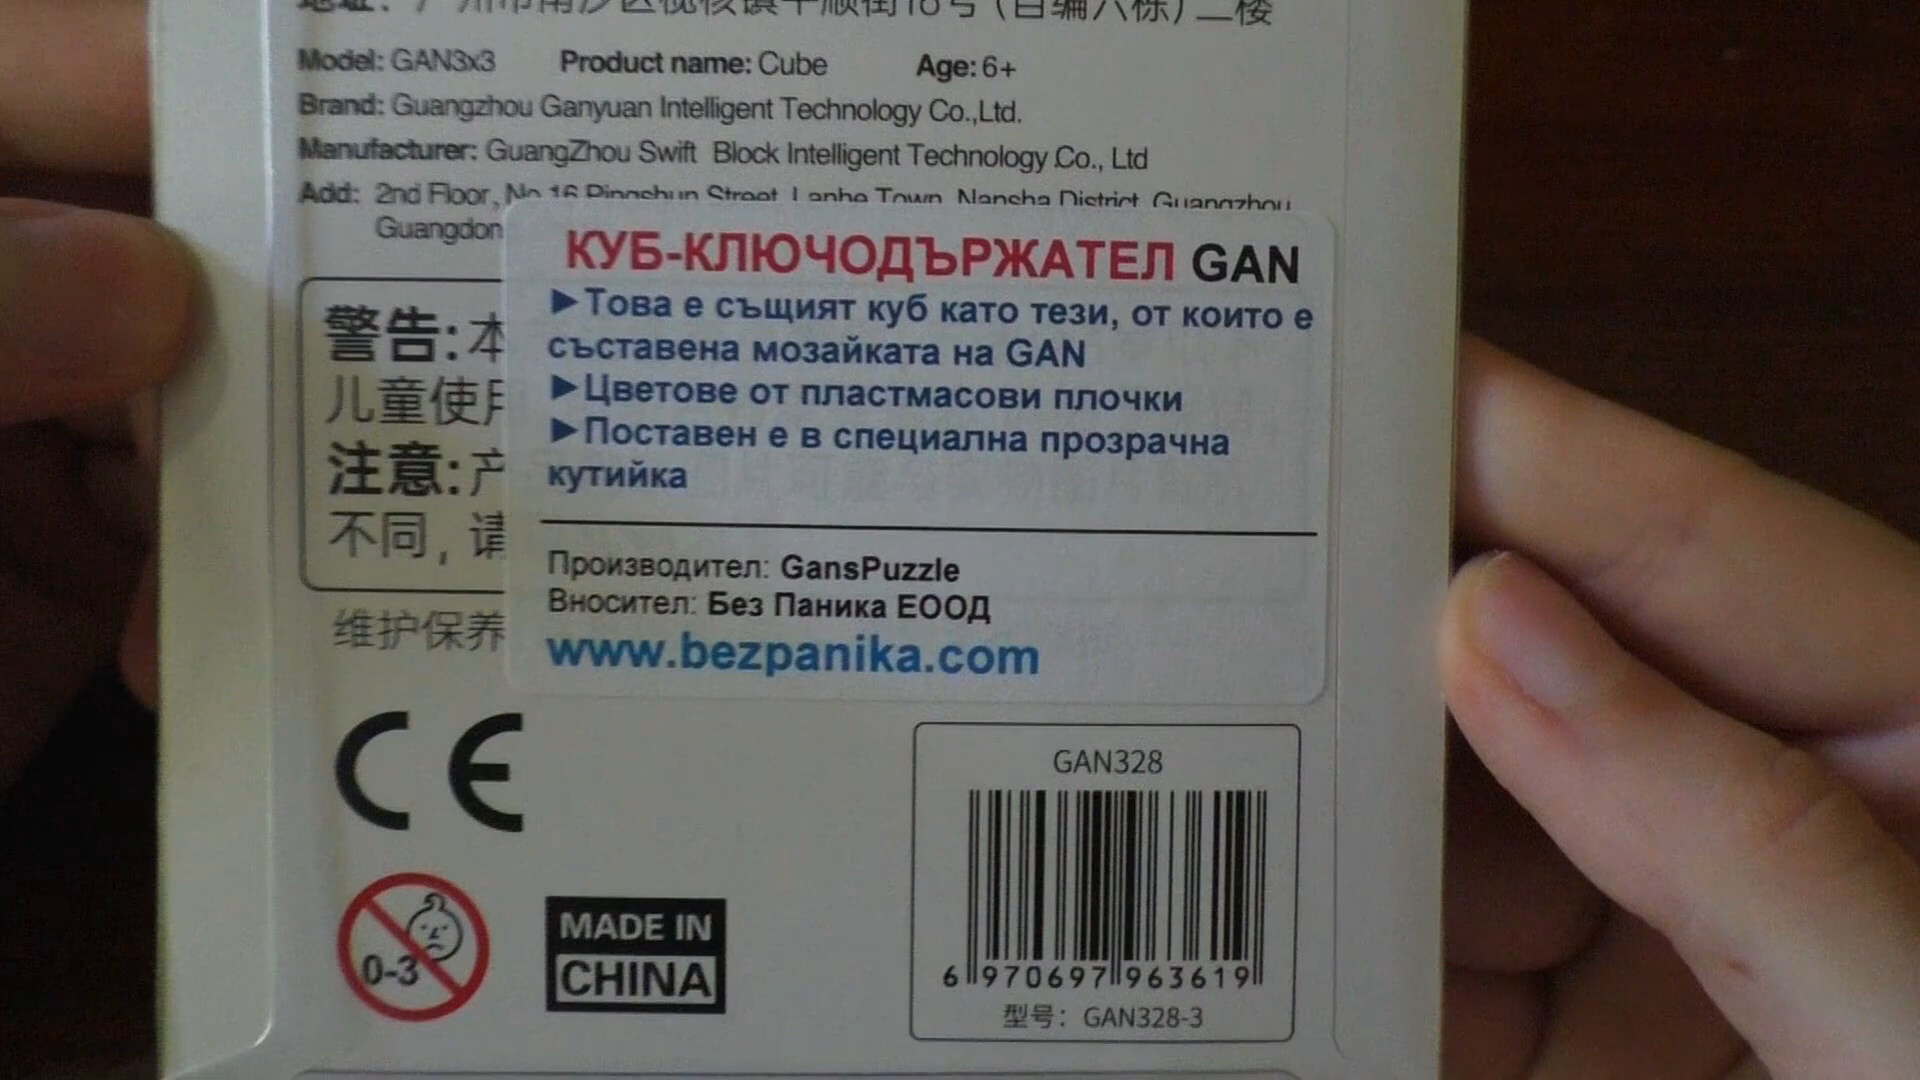 Model: GAN3x3 Product name: Cube Age: 6+
Brand: Guangzhou Ganyuan Intelligent Technology Co.,Ltd.
Manufacturer: GuangZhou Swift Block Intelligent Technology Co., Ltd
Add: 2nd Floor, No 16 Pingshun Street, Lanhe Town, Nansha District, Guangzhou
Guangdon
КУБ-КЛЮЧОДЪРЖАТЕЛ GAN
►Това е същият куб като тези, от които е
съставена мозайката на GAN
►Цветове от пластмасови плочки
►Поставен е в специална прозрачна
кутийка
Производител: GansPuzzle
Вносител: Без Паника ЕООД
www.bezpanika.com
警告:本
儿童使用
注意:产
不同，请
维护保养
CE
0-3
MADE IN
CHINA
GAN328
6 970697 963619
型号：GAN328-3